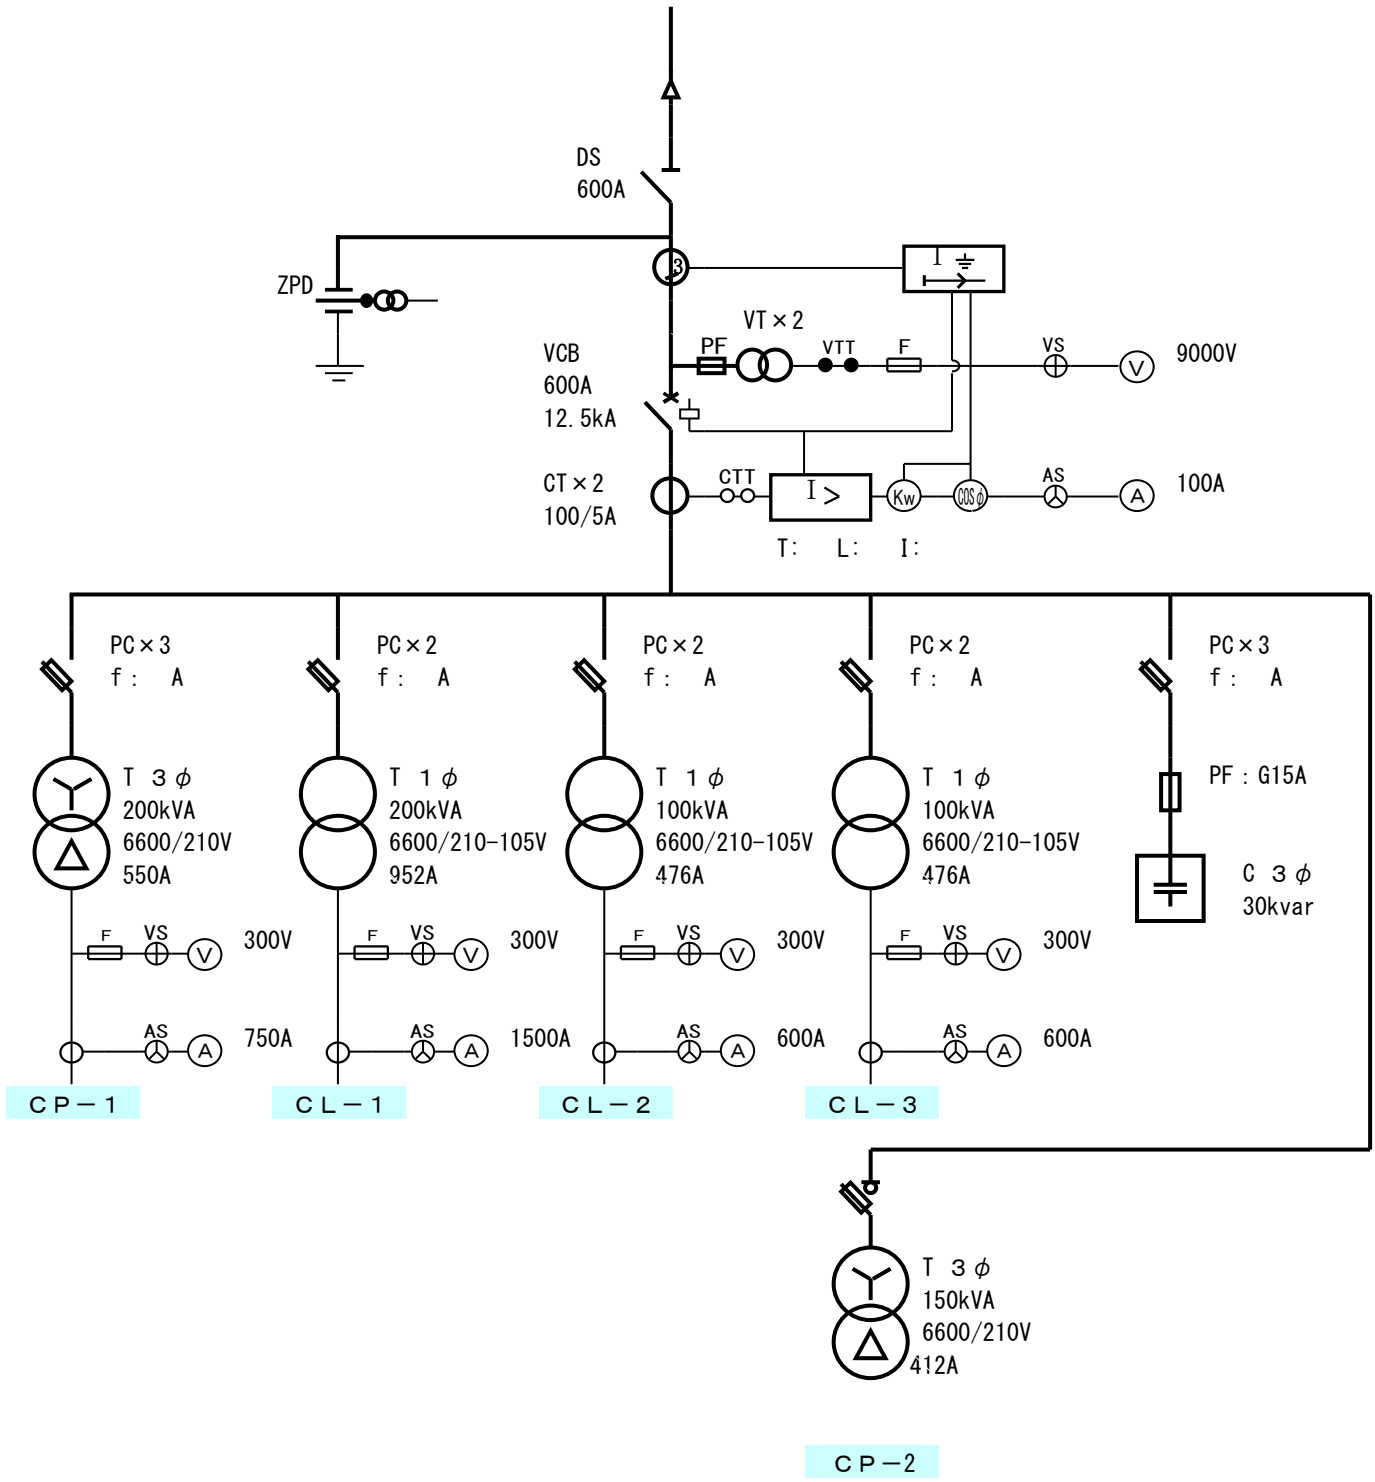 DS
600A
3
I
ZPD
VT×2
PF
VTT
F
VS
V
9000V
VCB
600A
12.5kA
CT×2
100/5A
CTT
I >
Kw
COSφ
AS
A
100A
T: L: I:
PC×3
f: A
PC×2
f: A
PC×2
f: A
PC×2
f: A
PC×3
f: A
T 3φ
200kVA
6600/210V
550A
T 1φ
200kVA
6600/210-105V
952A
T 1φ
100kVA
6600/210-105V
476A
T 1φ
100kVA
6600/210-105V
476A
PF:G15A
C 3φ
30kvar
F
VS
V
300V
F
VS
V
300V
F
VS
V
300V
F
VS
V
300V
AS
A
750A
AS
A
1500A
AS
A
600A
AS
A
600A
CP-1
CL-1
CL-2
CL-3
T 3φ
150kVA
6600/210V
412A
CP-2